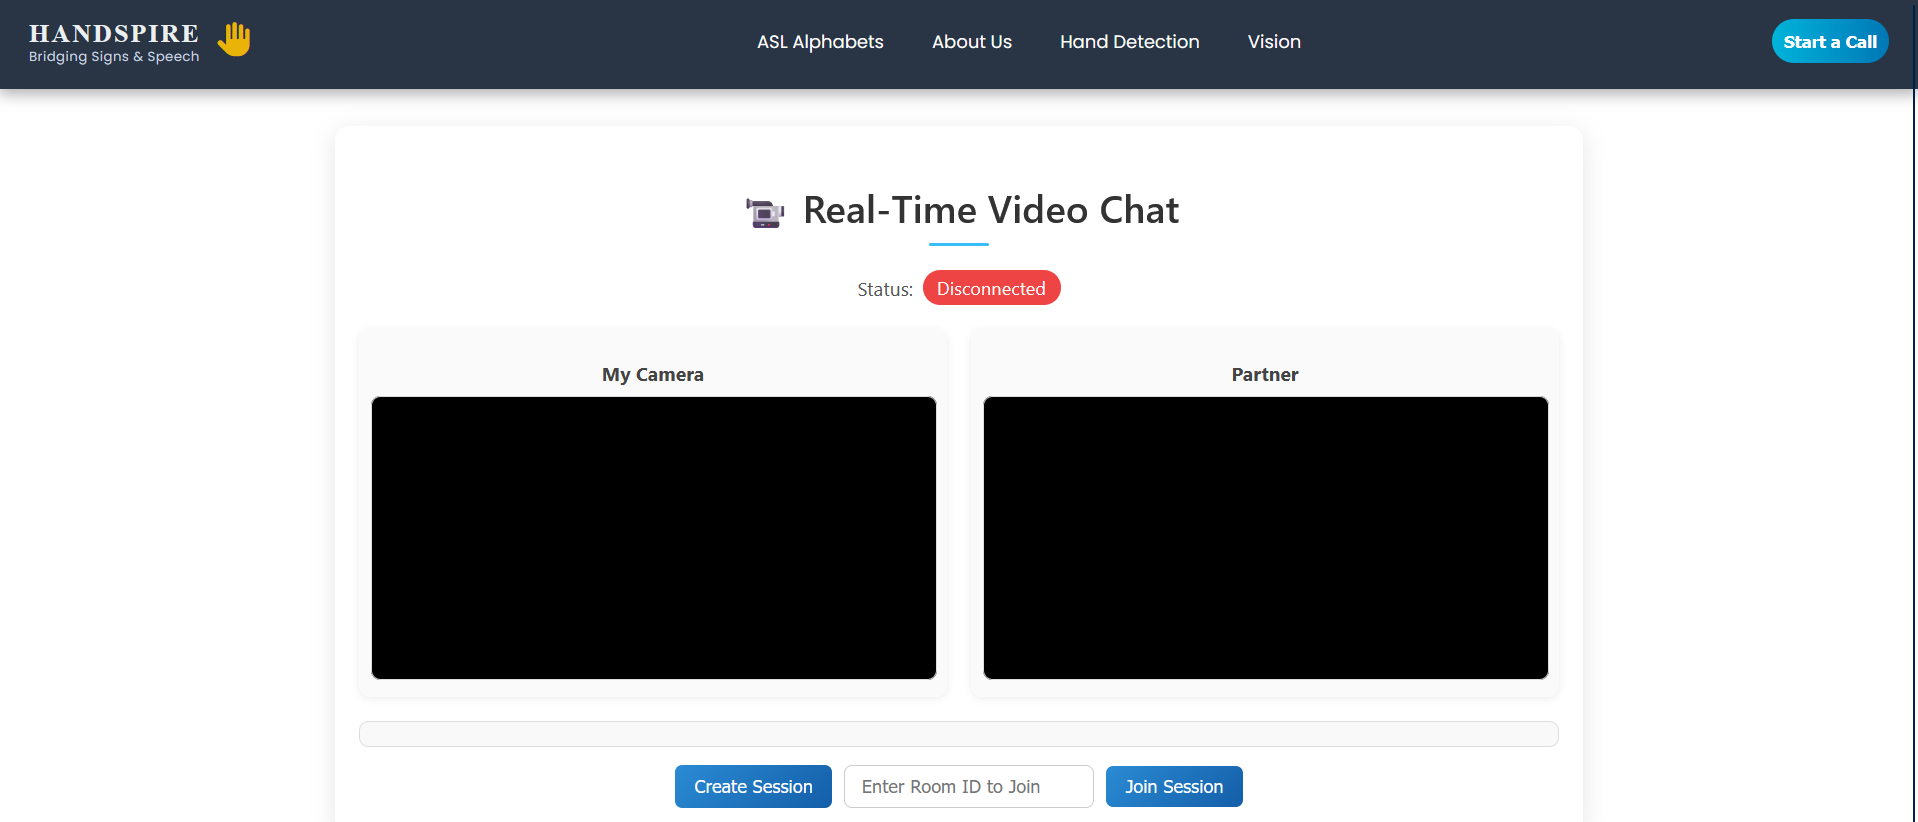 HANDSPIRE
Bridging Signs & Speech
ASL Alphabets
About Us
Hand Detection
Vision
Start a Call
Real-Time Video Chat
Status: Disconnected
My Camera
Partner
Create Session
Enter Room ID to Join
Join Session